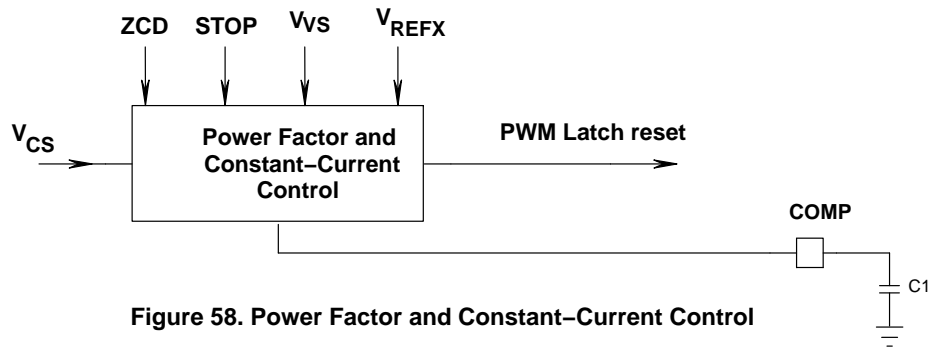 ZCD STOP VVS VREFX
VCS
Power Factor and
Constant−Current
Control
PWM Latch reset
COMP
C1
Figure 58. Power Factor and Constant−Current Control